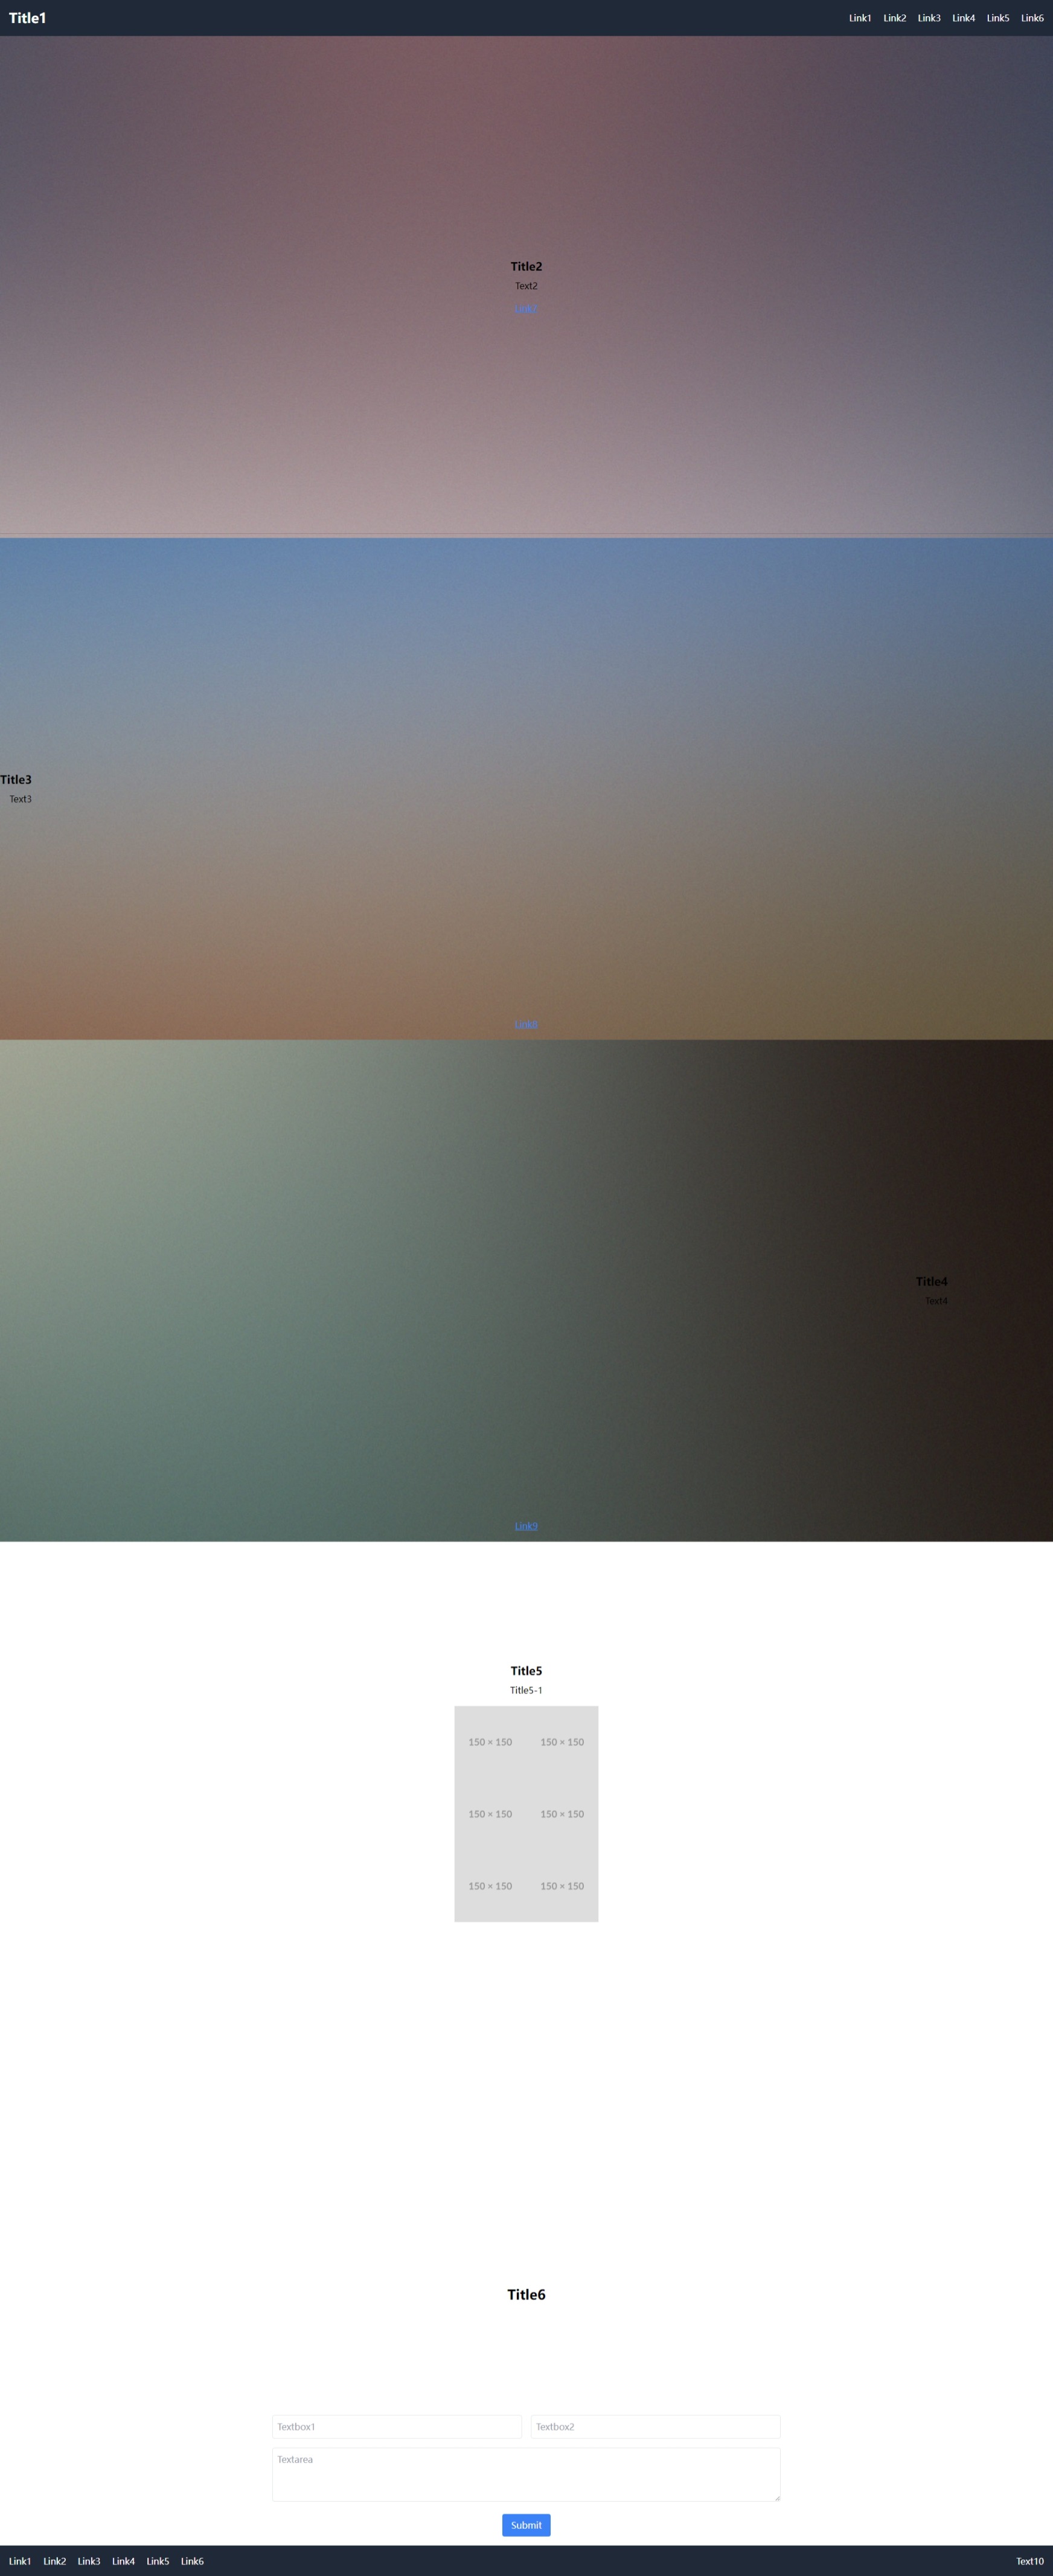 Title1
Link1 Link2 Link3 Link4 Link5 Link6
Title2
Text2
Link7
Title3
Text3
Link8
Title4
Text4
Link9
Title5
Title5-1
150 × 150 150 × 150
150 × 150 150 × 150
150 × 150 150 × 150
Title6
Textbox1 Textbox2
Textarea
Submit
Link1 Link2 Link3 Link4 Link5 Link6 Text10